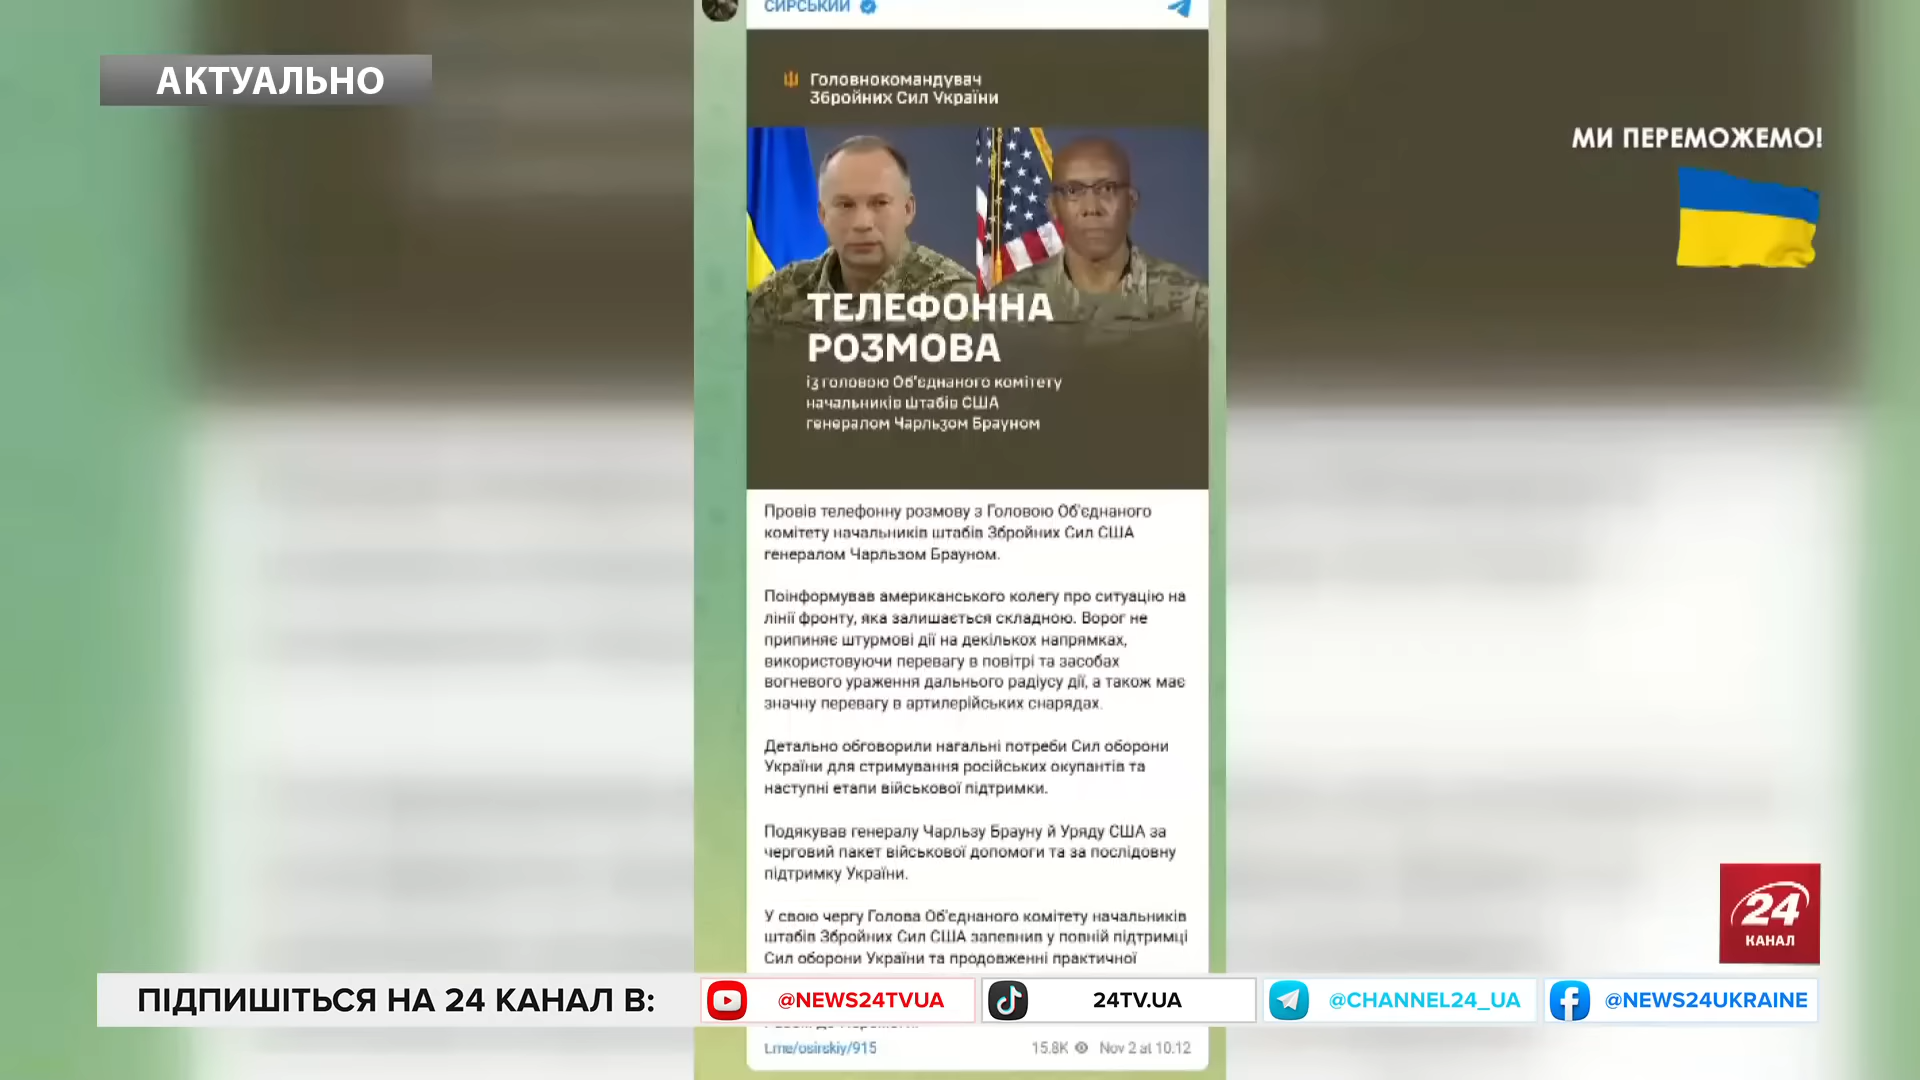 СИРСЬКИЙ
АКТУАЛЬНО
Головнокомандувач
Збройних Сил України
МИ ПЕРЕМОЖЕМО!
ТЕЛЕФОННА
РОЗМОВА
із головою Об'єднаного комітету
начальників штабів США
генералом Чарльзом Брауном
Провів телефонну розмову з Головою Об'єднаного
комітету начальників штабів Збройних Сил США
генералом Чарльзом Брауном.
Поінформував американського колегу про ситуацію на
лінії фронту, яка залишається складною. Ворог не
припиняє штурмові дії на декількох напрямках,
використовуючи перевагу в повітрі та засобах
вогневого ураження дальнього радіусу дії, а також має
значну перевагу в артилерійських снарядах.
Детально обговорили нагальні потреби Сил оборони
України для стримування російських окупантів та
наступні етапи військової підтримки.
Подякував генералу Чарльзу Брауну й Уряду США за
черговий пакет військової допомоги та за послідовну
підтримку України.
У свою чергу Голова Об'єднаного комітету начальників
штабів Збройних Сил США запевнив у повній підтримці
Сил оборони України та продовженні практичної
24
КАНАЛ
ПІДПИШІТЬСЯ НА 24 КАНАЛ В:
@NEWS24TVUA
24TV.UA
@CHANNEL24_UA
@NEWS24UKRAINE
t.me/osirskiy/915
15.8K
Nov 2 at 10:12